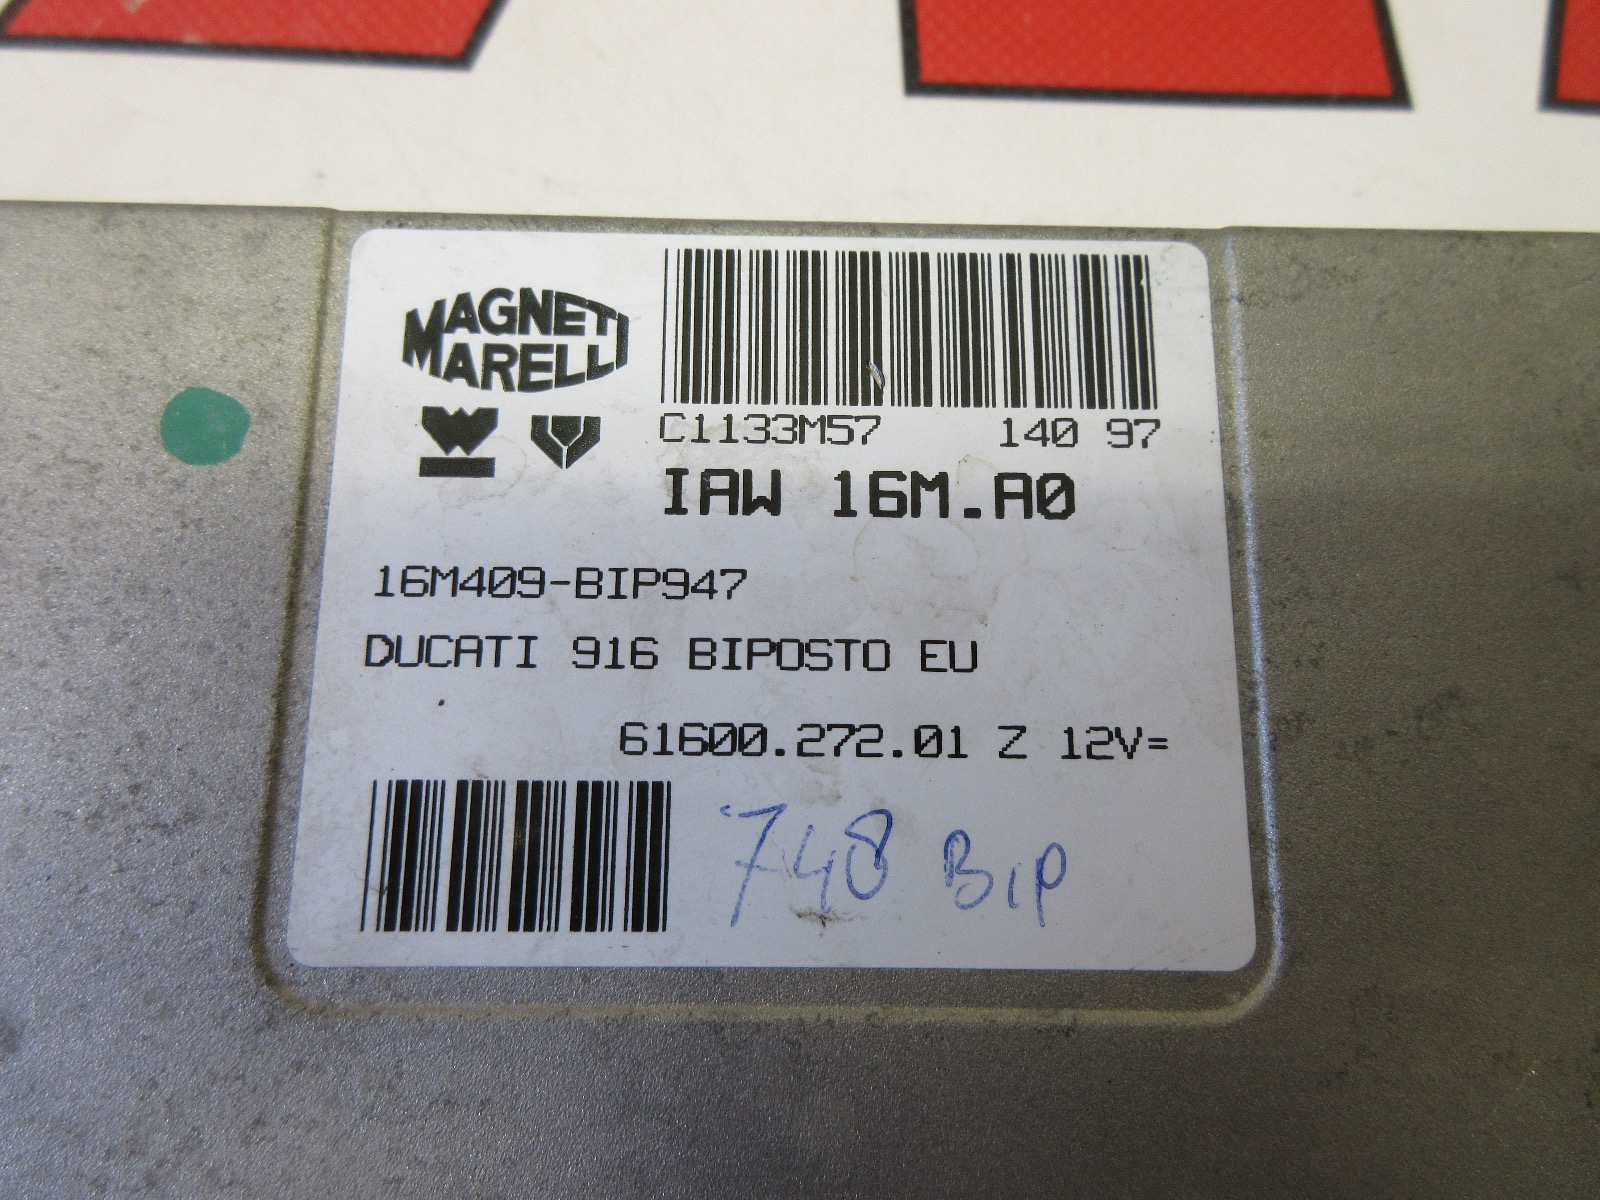 MAGNETI
MARELLI
C1133M57 140 97
IAW 16M.A0
16M409-BIP947
DUCATI 916 BIPOSTO EU
61600.272.01 Z 12V=
748 BIP